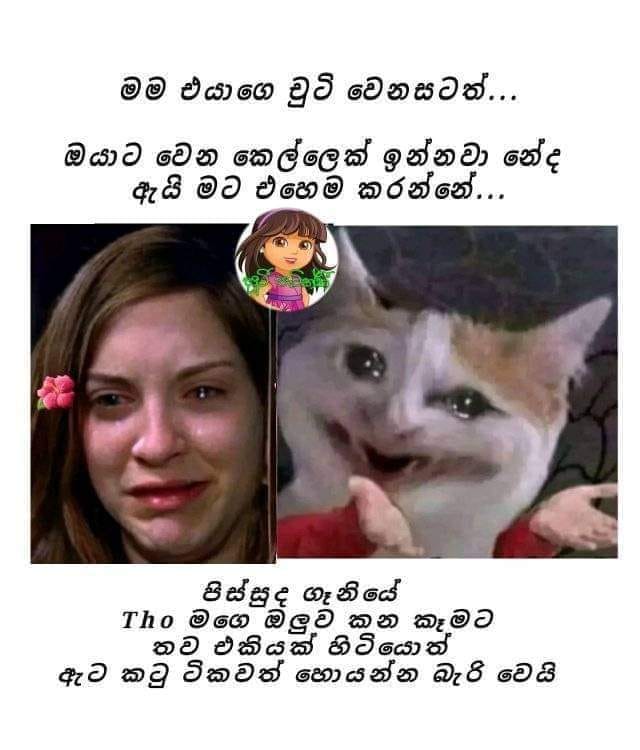 මම එයාගෙ චුටි වෙනසටත්...
ඔයාට වෙන කෙල්ලෙක් ඉන්නවා නේද
ඇයි මට එහෙම කරන්නේ...
පිස්සුද ගෑනියේ
Tho මගෙ ඔලුව කන කෑමට
තව එකියක් හිටියොත්
ඇට කටු ටිකවත් හොයන්න බැරි වෙයි